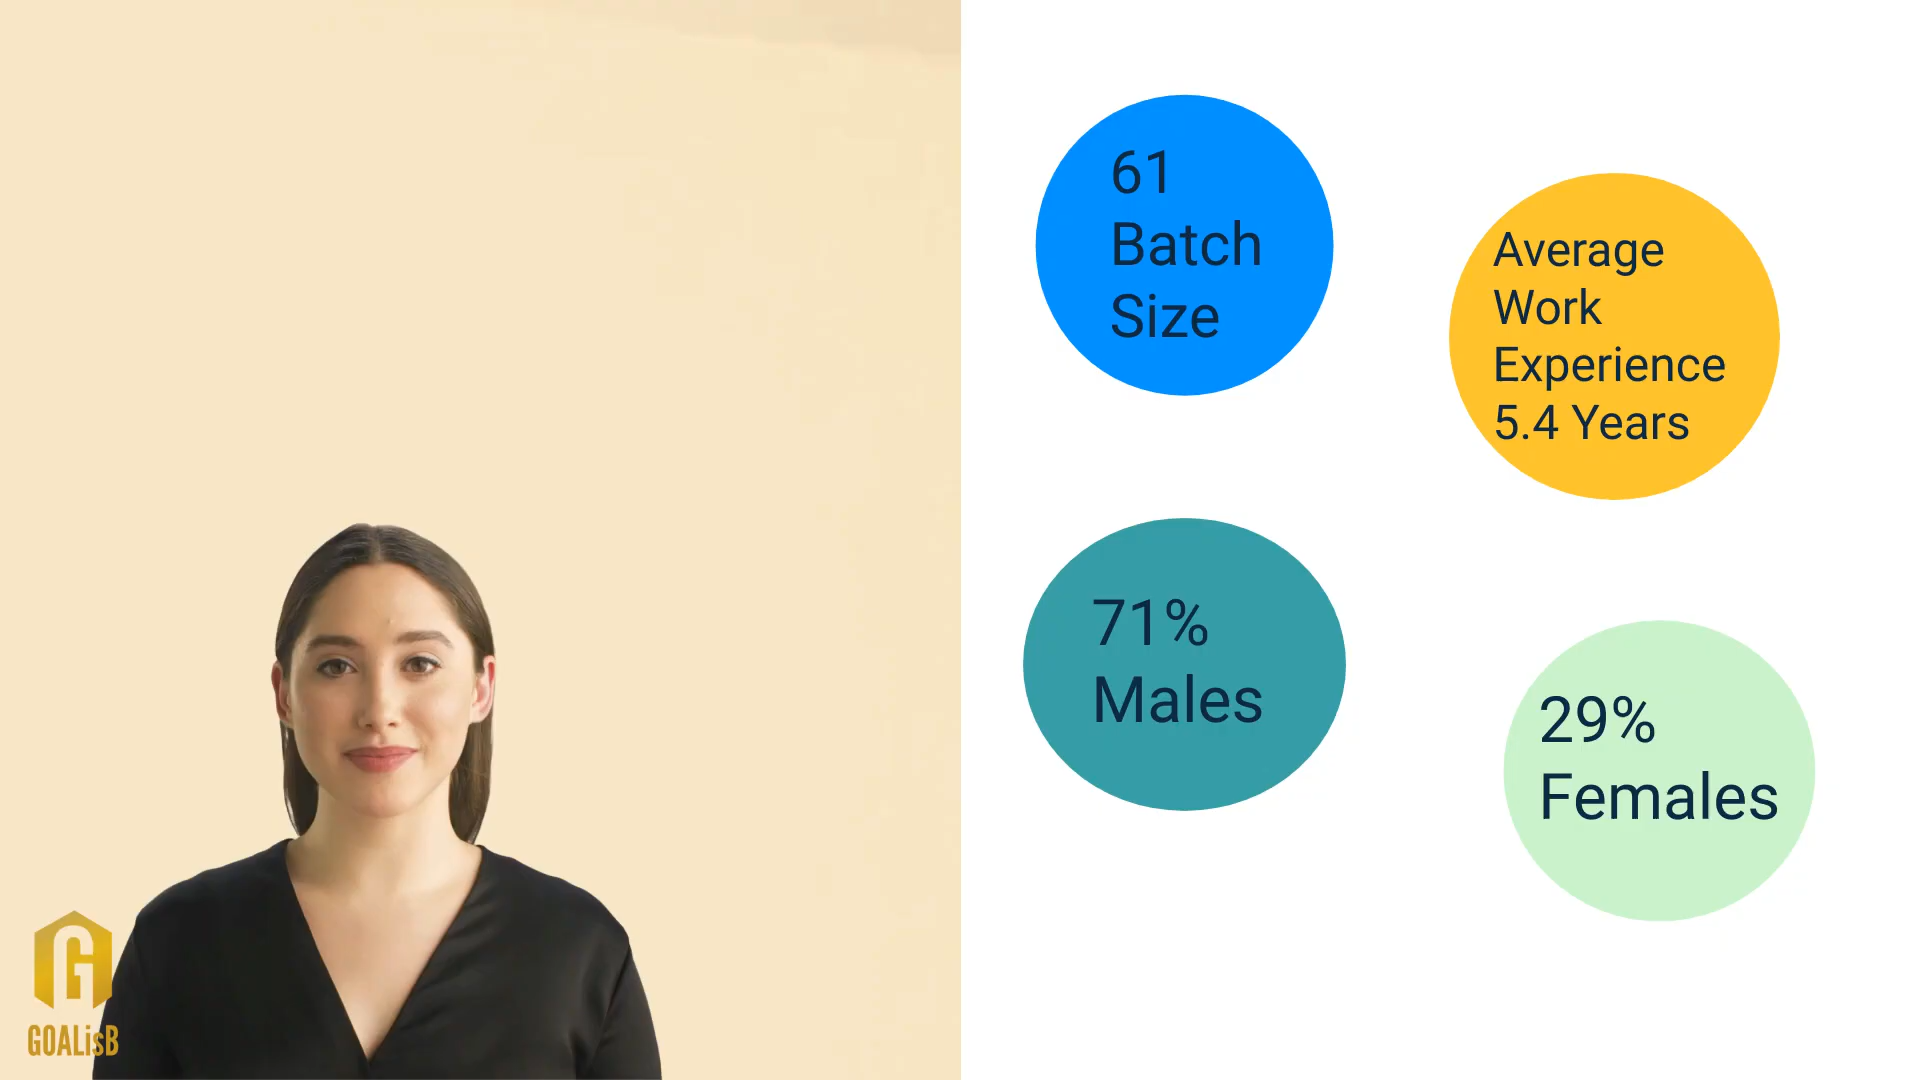 61
Batch
Size
Average
Work
Experience
5.4 Years
71%
Males
29%
Females
G
GOALisB